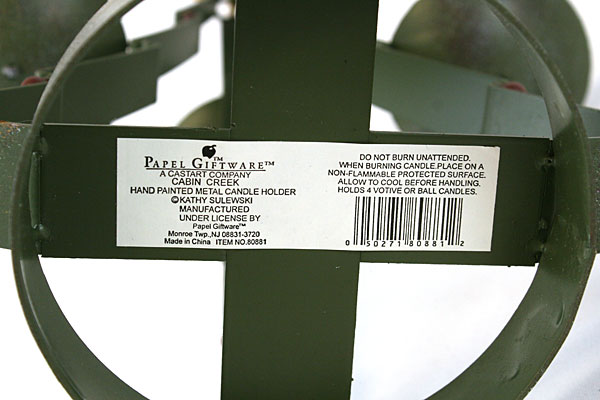 PAPEL GIFTWARE™
A CASTART COMPANY
CABIN CREEK
HAND PAINTED METAL CANDLE HOLDER
©KATHY SULEWSKI
MANUFACTURED
UNDER LICENSE BY
Papel Giftware™
Monroe Twp.,NJ 08831-3720
Made in China ITEM NO.80881
DO NOT BURN UNATTENDED.
WHEN BURNING CANDLE,PLACE ON A
NON-FLAMMABLE PROTECTED SURFACE.
ALLOW TO COOL BEFORE HANDLING.
HOLDS 4 VOTIVE OR BALL CANDLES.
0 50271 80881 2